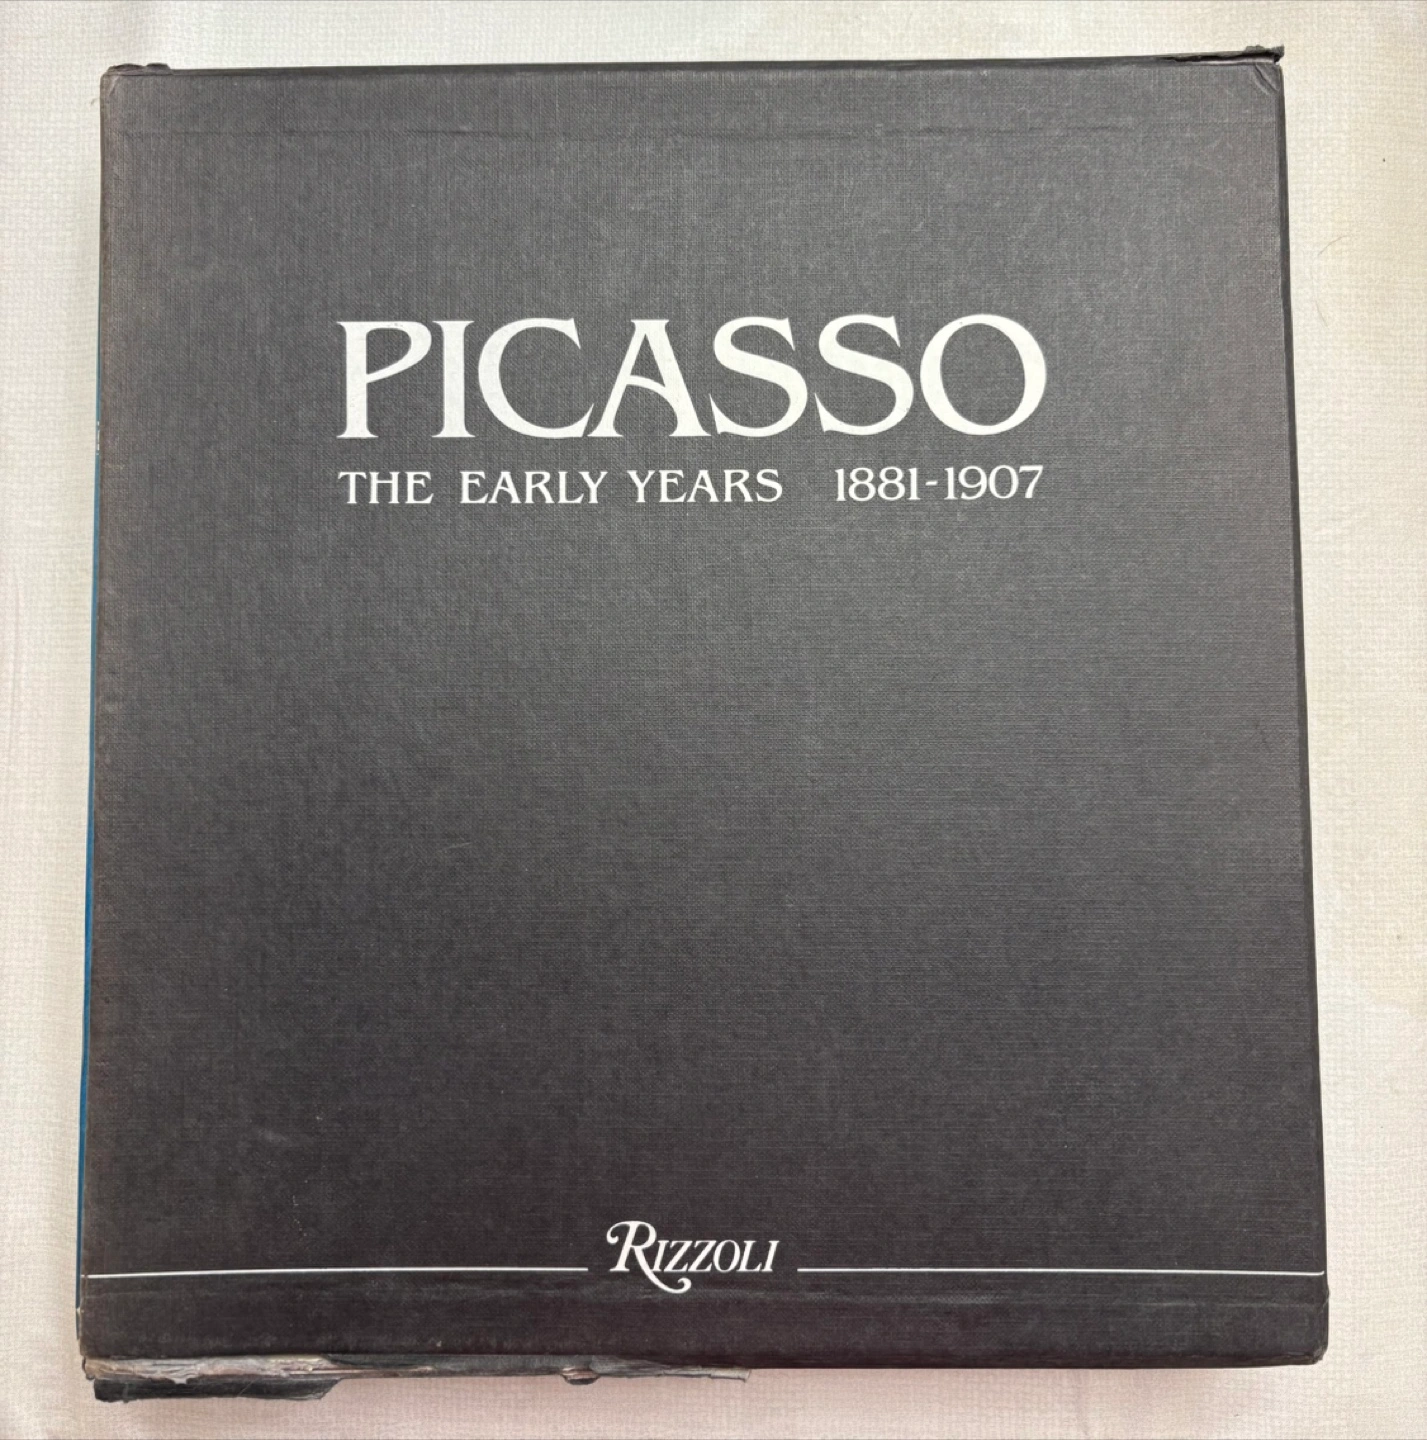 PICASSO
THE EARLY YEARS 1881-1907
RIZZOLI